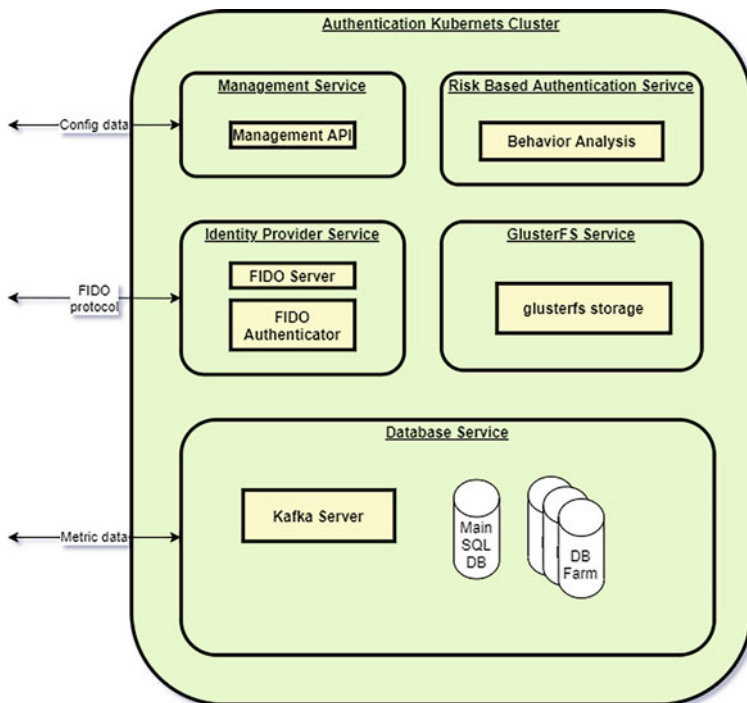 Authentication Kubernets Cluster
Management Service
Management API
Risk Based Authentication Serivce
Behavior Analysis
Config data
Identity Provider Service
FIDO Server
FIDO
Authenticator
GlusterFS Service
glusterfs storage
FIDO
protocol
Database Service
Kafka Server
Main
SQL
DB
DB
Farm
Metric data